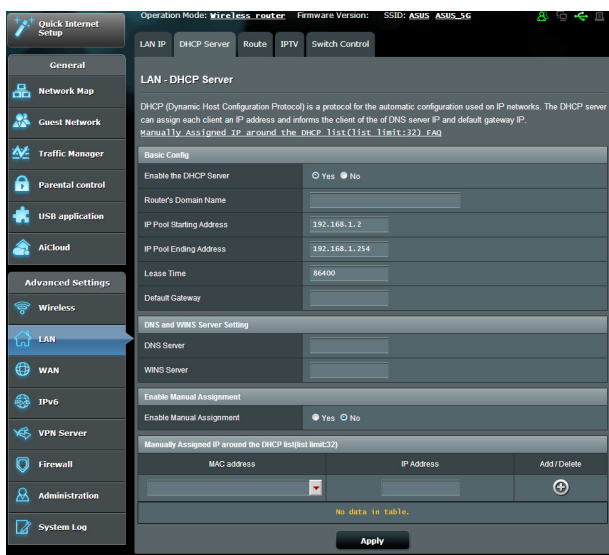 Operation Mode: Wireless router Firmware Version: SSID: ASUS ASUS_5G
Quick Internet Setup
LAN IP DHCP Server Route IPTV Switch Control
General
Network Map
Guest Network
Traffic Manager
Parental control
USB application
AiCloud
Advanced Settings
Wireless
LAN
WAN
IPv6
VPN Server
Firewall
Administration
System Log
LAN - DHCP Server
DHCP (Dynamic Host Configuration Protocol) is a protocol for the automatic configuration used on IP networks. The DHCP server
can assign each client an IP address and informs the client of the of DNS server IP and default gateway IP.
Manually Assigned IP around the DHCP list(list limit:32) FAQ
Basic Config
Enable the DHCP Server Yes No
Router's Domain Name
IP Pool Starting Address 192.168.1.2
IP Pool Ending Address 192.168.1.254
Lease Time 86400
Default Gateway
DNS and WINS Server Setting
DNS Server
WINS Server
Enable Manual Assignment
Enable Manual Assignment Yes No
Manually Assigned IP around the DHCP list(list limit:32)
MAC address IP Address Add / Delete
No data in table.
Apply